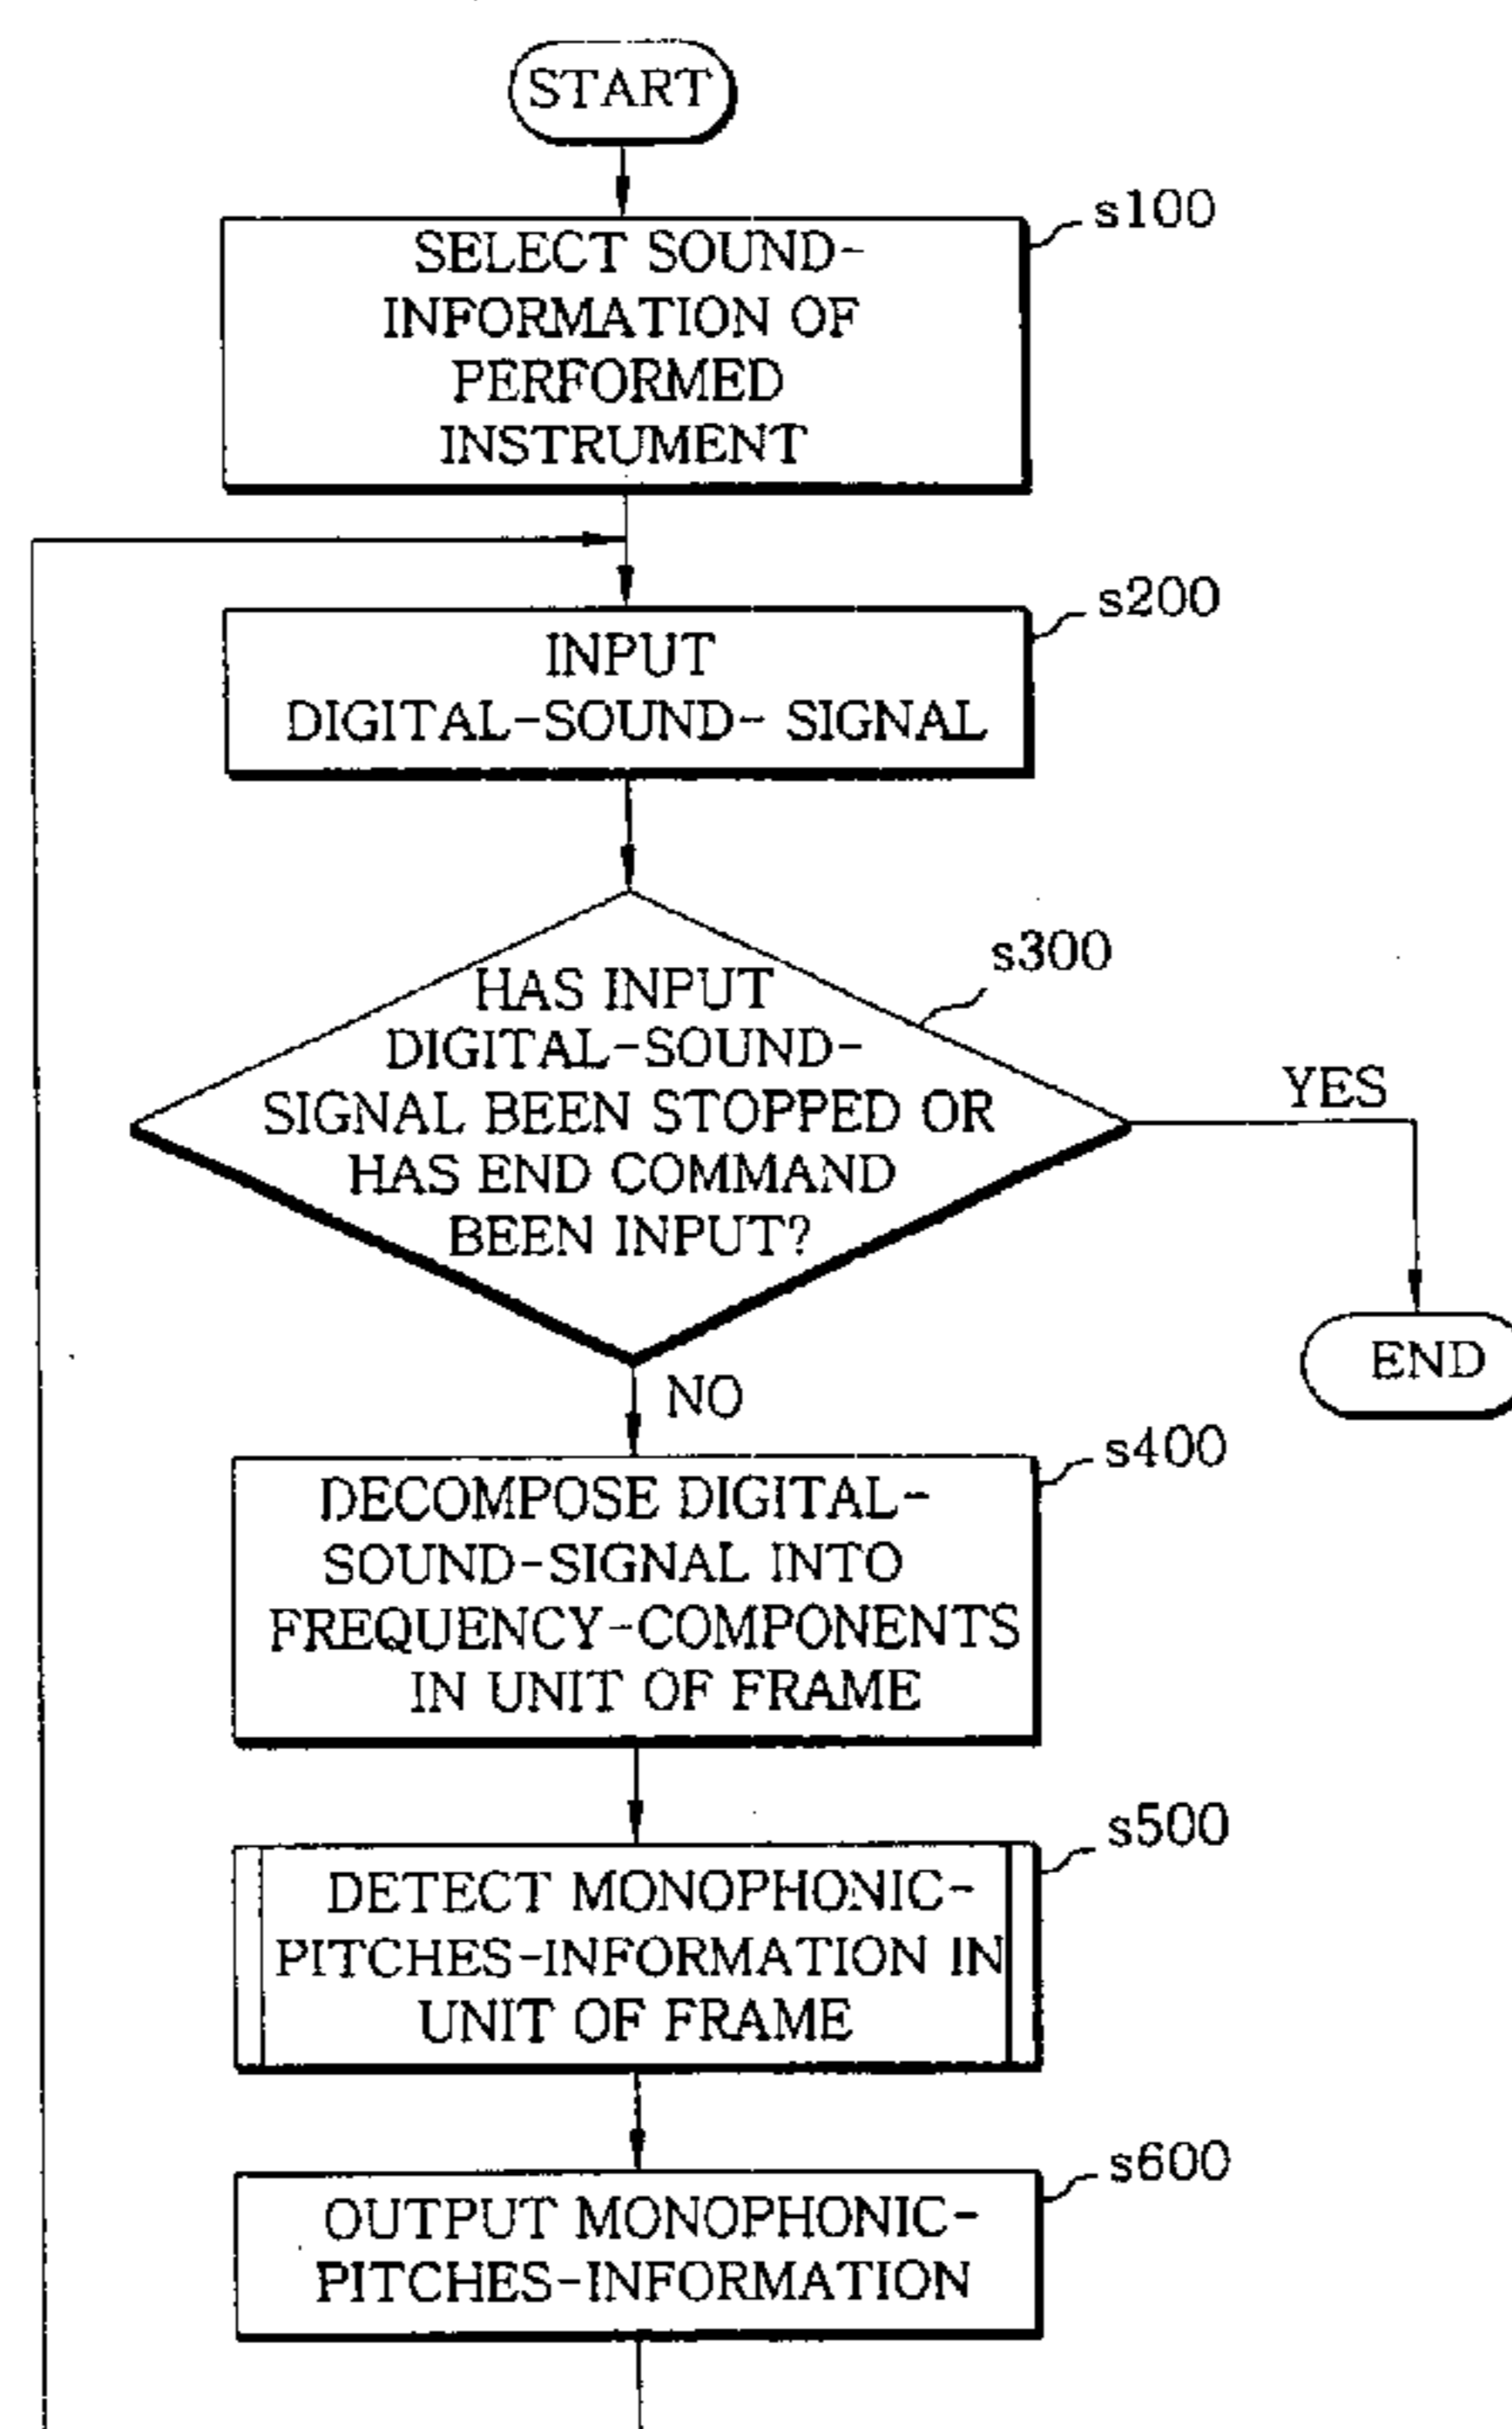 START
s100
SELECT SOUND-
INFORMATION OF
PERFORMED
INSTRUMENT
s200
INPUT
DIGITAL-SOUND- SIGNAL
s300
HAS INPUT
DIGITAL-SOUND-
SIGNAL BEEN STOPPED OR
HAS END COMMAND
BEEN INPUT?
YES
END
NO
s400
DECOMPOSE DIGITAL-
SOUND-SIGNAL INTO
FREQUENCY-COMPONENTS
IN UNIT OF FRAME
s500
DETECT MONOPHONIC-
PITCHES-INFORMATION IN
UNIT OF FRAME
s600
OUTPUT MONOPHONIC-
PITCHES-INFORMATION